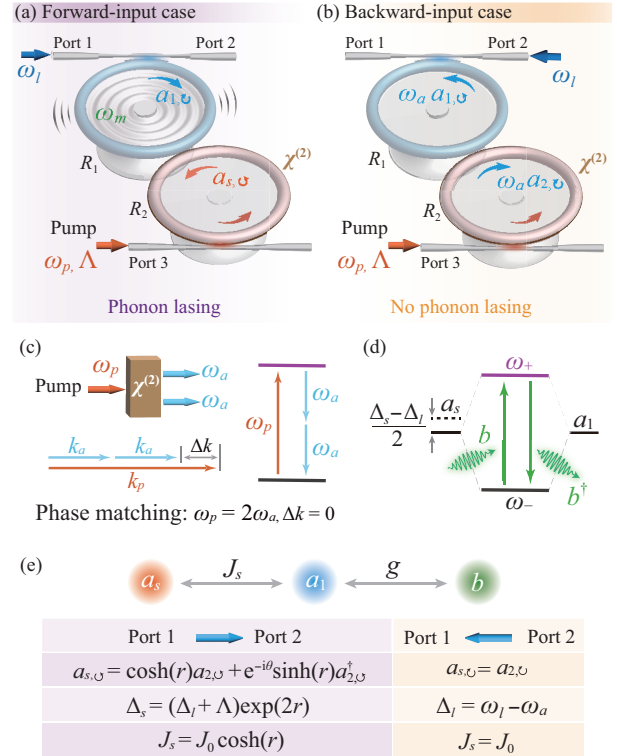 (a) Forward-input case
Port 1 Port 2
ω_l
a_{1,↺}
ω_m
R_1
χ^{(2)}
a_{s,↺}
R_2
Pump
ω_p, Λ
Port 3
Phonon lasing
(b) Backward-input case
Port 1 Port 2
ω_l
ω_a a_{1,↻}
R_1
χ^{(2)}
ω_a a_{2,↻}
R_2
Pump
ω_p, Λ
Port 3
No phonon lasing
(c)
Pump ω_p χ^{(2)} ω_a
ω_a
k_a k_a Δk
k_p
ω_p ω_a
ω_a
Phase matching: ω_p = 2ω_a, Δk = 0
(d)
ω_+
Δ_s−Δ_l
2
a_s
a_1
b
b†
ω_−
(e)
a_s J_s a_1 g b
Port 1 Port 2 Port 1 Port 2
a_{s,↺} = cosh(r)a_{2,↺} + e^{-iθ}sinh(r)a†_{2,↺} a_{s,↻} = a_{2,↻}
Δ_s = (Δ_l + Λ)exp(2r) Δ_l = ω_l − ω_a
J_s = J_0 cosh(r) J_s = J_0